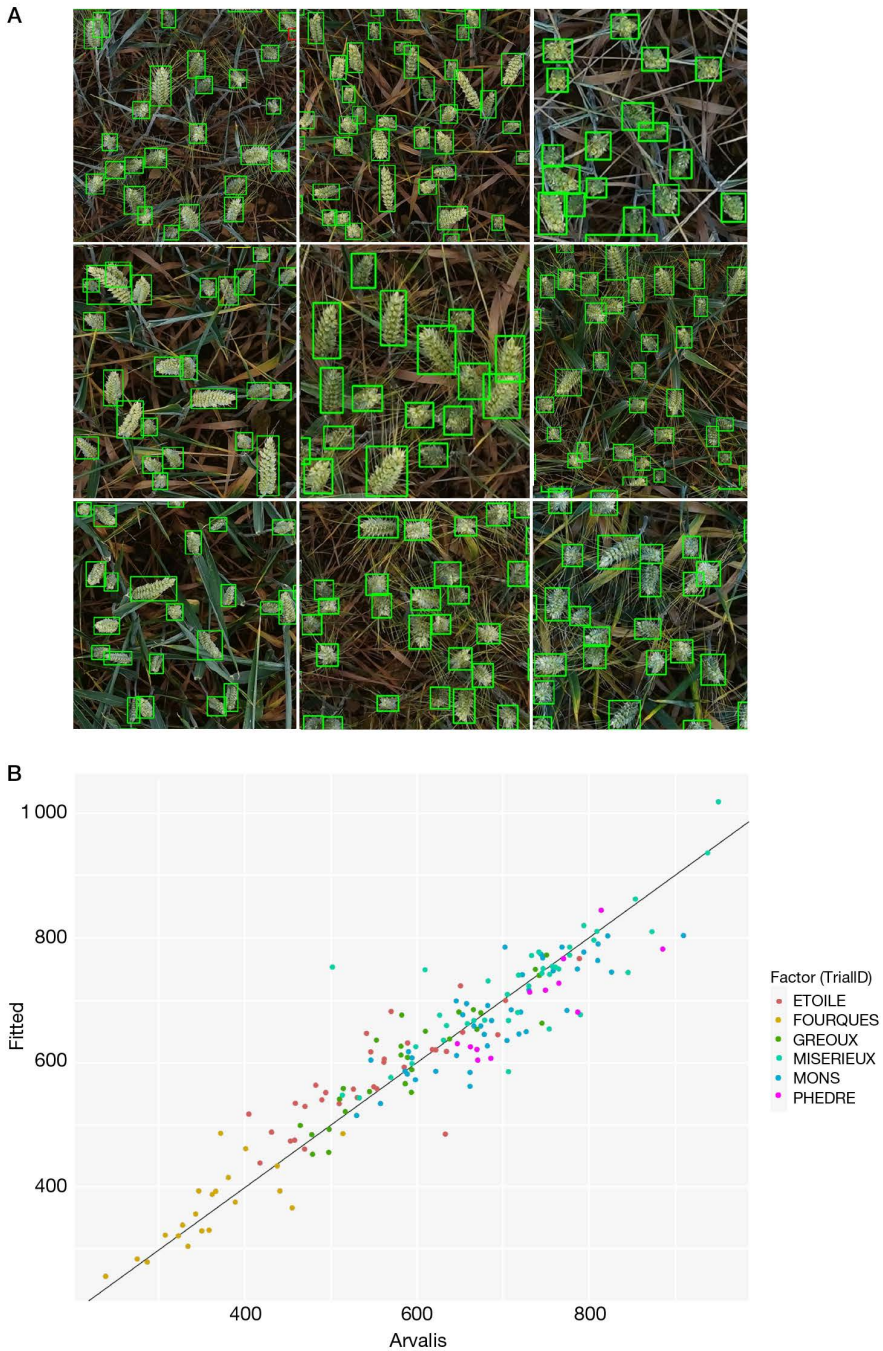 A
B
1 000
800
600
400
Fitted
400 600 800
Arvalis
Factor (TrialID)
ETOILE
FOURQUES
GREOUX
MISERIEUX
MONS
PHEDRE